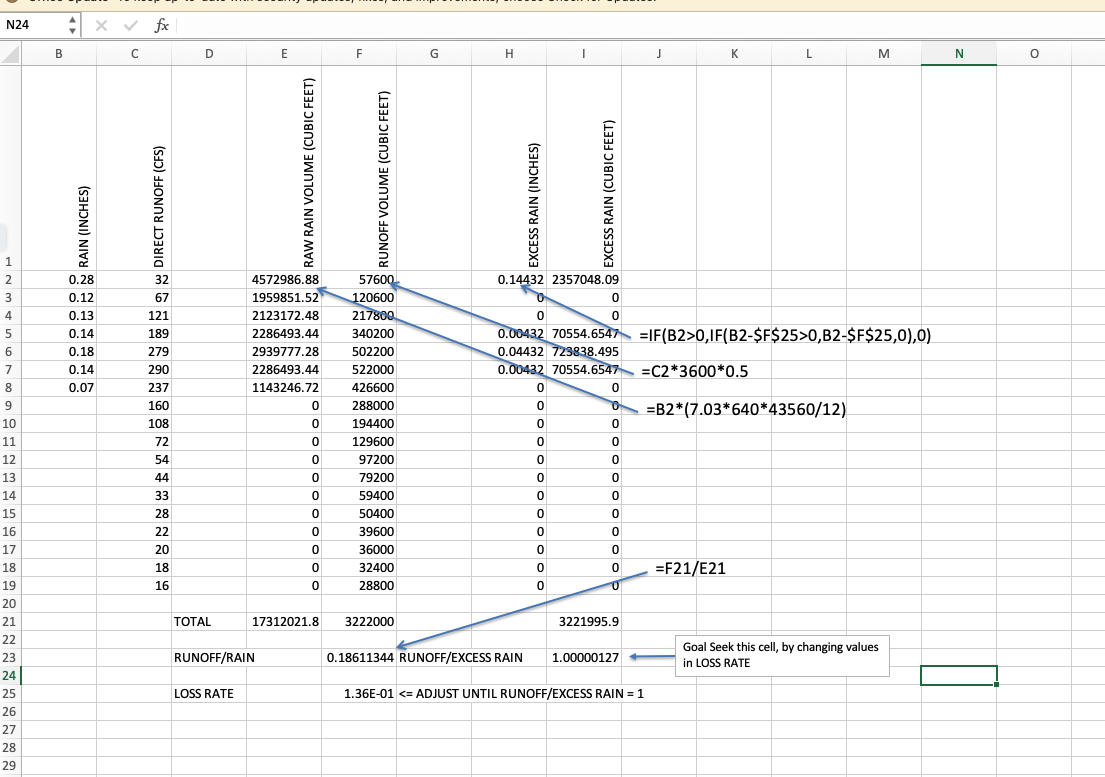 N24 fx
B C D E F G H I J K L M N O
1 RAIN (INCHES) DIRECT RUNOFF (CFS) RAW RAIN VOLUME (CUBIC FEET) RUNOFF VOLUME (CUBIC FEET) EXCESS RAIN (INCHES) EXCESS RAIN (CUBIC FEET)
2 0.28 32 4572986.88 57600 0.14432 2357048.09
3 0.12 67 1959851.52 120600 0 0
4 0.13 121 2123172.48 217800 0 0
5 0.14 189 2286493.44 340200 0.00432 70554.6547 =IF(B2>0,IF(B2-$F$25>0,B2-$F$25,0),0)
6 0.18 279 2939777.28 502200 0.04432 723838.495
7 0.14 290 2286493.44 522000 0.00432 70554.6547 =C2*3600*0.5
8 0.07 237 1143246.72 426600 0 0
9 160 0 288000 0 0 =B2*(7.03*640*43560/12)
10 108 0 194400 0 0
11 72 0 129600 0 0
12 54 0 97200 0 0
13 44 0 79200 0 0
14 33 0 59400 0 0
15 28 0 50400 0 0
16 22 0 39600 0 0
17 20 0 36000 0 0
18 18 0 32400 0 0 =F21/E21
19 16 0 28800 0 0
20
21 TOTAL 17312021.8 3222000 3221995.9
22
23 RUNOFF/RAIN 0.18611344 RUNOFF/EXCESS RAIN 1.00000127
Goal Seek this cell, by changing values
in LOSS RATE
24
25 LOSS RATE 1.36E-01 <= ADJUST UNTIL RUNOFF/EXCESS RAIN = 1
26
27
28
29